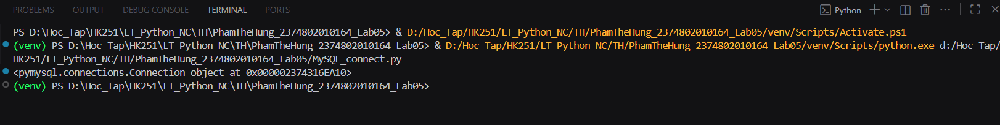 PROBLEMS OUTPUT DEBUG CONSOLE TERMINAL PORTS Python
PS D:\Hoc_Tap\HK251\LT_Python_NC\TH\PhamTheHung_2374802010164_Lab05> & D:/Hoc_Tap/HK251/LT_Python_NC/TH/PhamTheHung_2374802010164_Lab05/venv/Scripts/Activate.ps1
(venv) PS D:\Hoc_Tap\HK251\LT_Python_NC\TH\PhamTheHung_2374802010164_Lab05> & D:/Hoc_Tap/HK251/LT_Python_NC/TH/PhamTheHung_2374802010164_Lab05/venv/Scripts/python.exe d:/Hoc_Tap/
HK251/LT_Python_NC/TH/PhamTheHung_2374802010164_Lab05/MySQL_connect.py
<pymysql.connections.Connection object at 0x000002374316EA10>
(venv) PS D:\Hoc_Tap\HK251\LT_Python_NC\TH\PhamTheHung_2374802010164_Lab05>